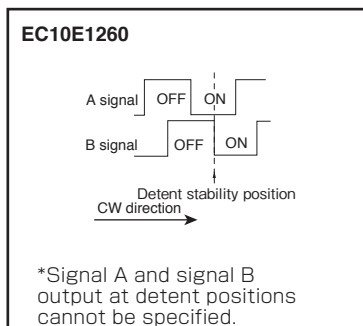 EC10E1260
A signal OFF ON
B signal OFF ON
Detent stability position
CW direction
*Signal A and signal B
output at detent positions
cannot be specified.